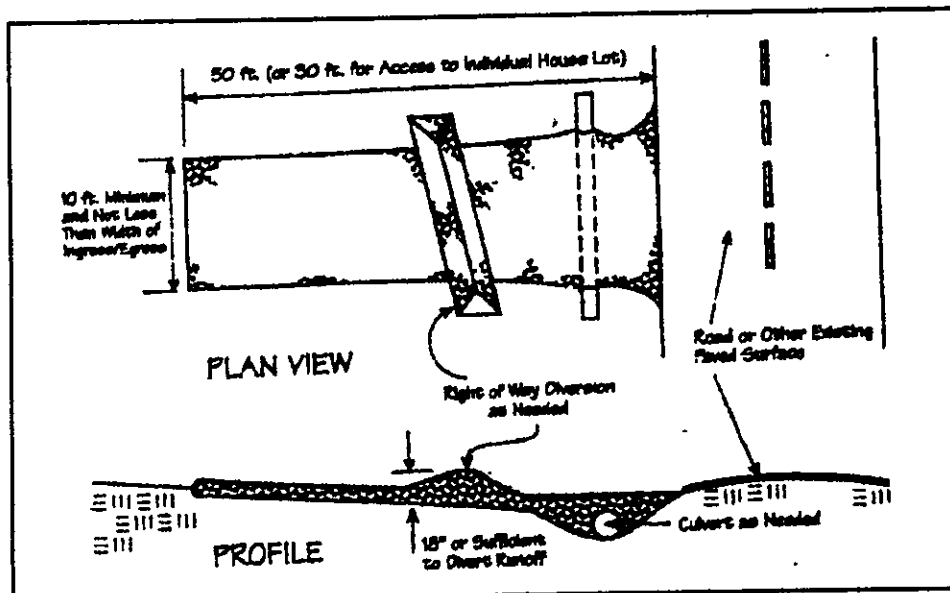 50 ft. (or 30 ft. for Access to Individual House Lot)
10 ft. Minimum
and Not Less
Than Width of
Ingress/Egress
PLAN VIEW
Right of Way Diversion
as Needed
Road or Other Existing
Paved Surface
Culvert as Needed
18" or Sufficient
to Divert Runoff
PROFILE